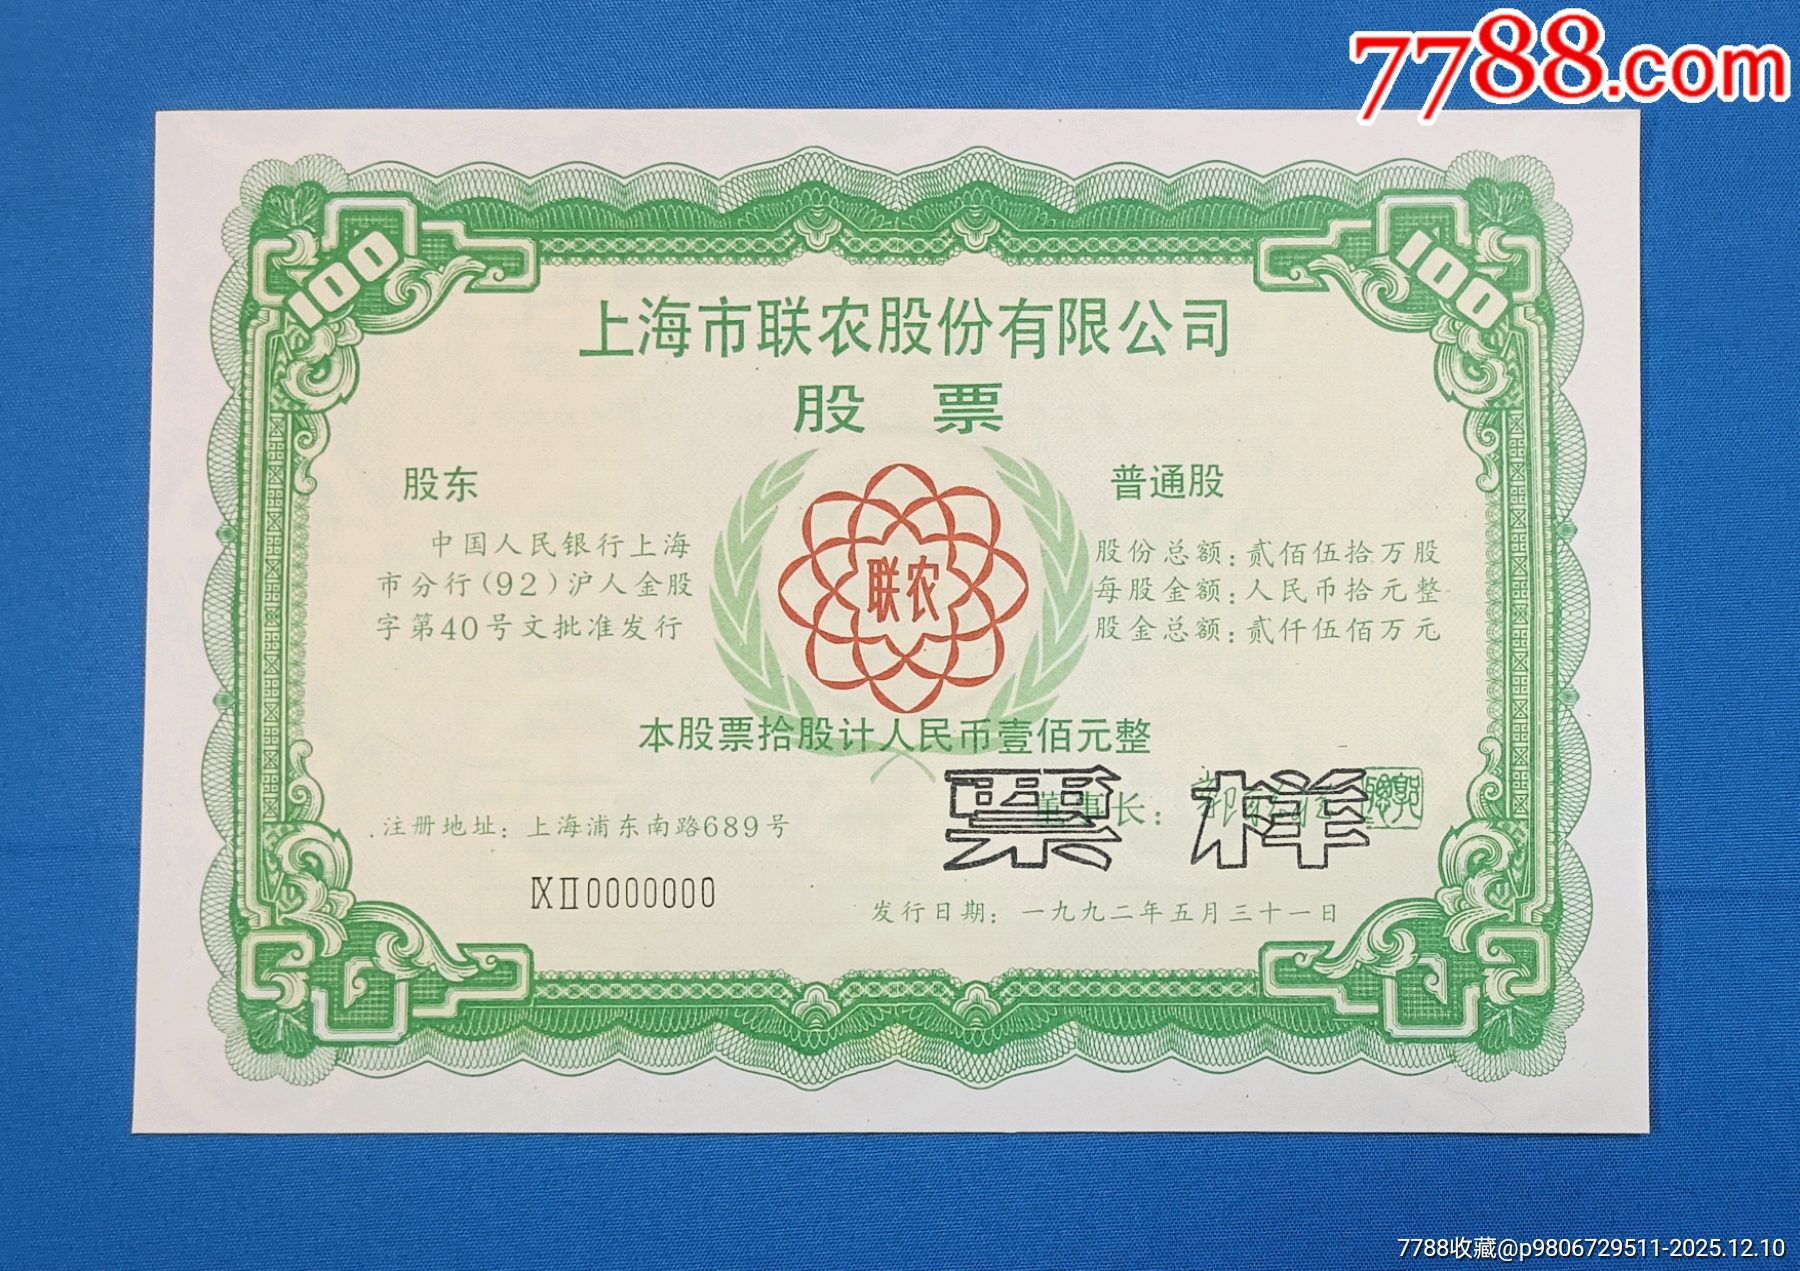 7788.com
100
100
上海市联农股份有限公司
股 票
股东
普通股
中国人民银行上海
市分行(92)沪人金股
字第40号文批准发行
联农
股份总额:贰佰伍拾万股
每股金额:人民币拾元整
股金总额:贰仟伍佰万元
本股票拾股计人民币壹佰元整
董事长:
票 样
注册地址:上海浦东南路689号
ⅨⅡ0000000
发行日期:一九九二年五月三十一日
7788收藏@p9806729511-2025.12.10